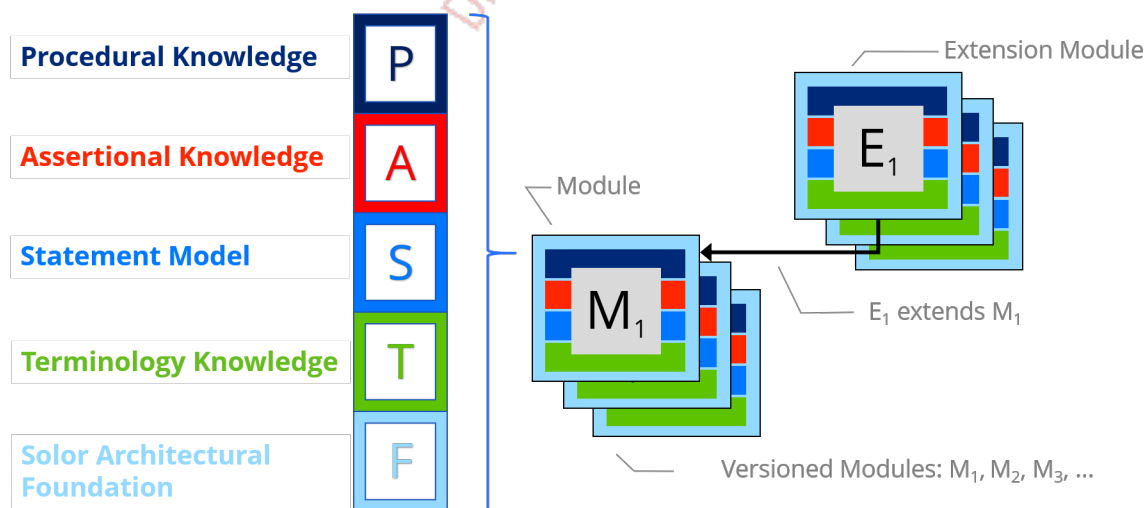 Procedural Knowledge
P
Assertional Knowledge
A
Statement Model
S
Terminology Knowledge
T
Solor Architectural
Foundation
F
Module
M1
Extension Module
E1
E1 extends M1
Versioned Modules: M1, M2, M3, ...